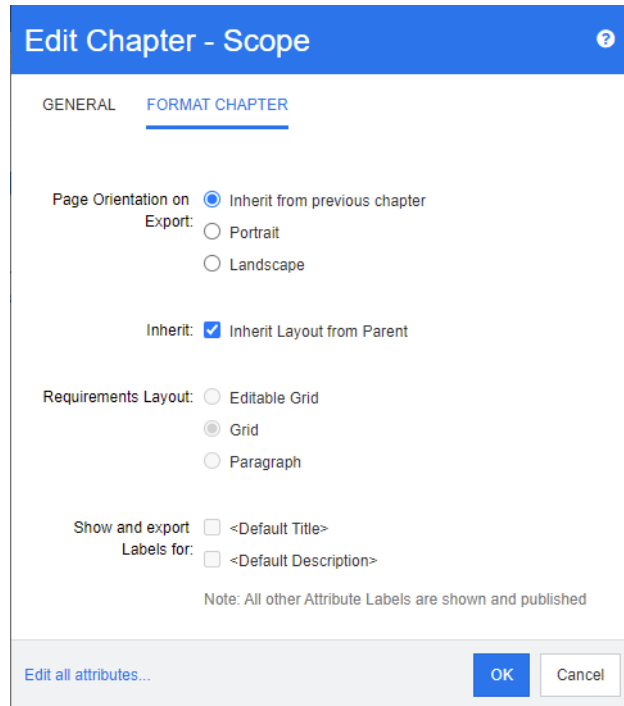 Edit Chapter - Scope
?
GENERAL FORMAT CHAPTER
Page Orientation on
Export:
Inherit from previous chapter
Portrait
Landscape
Inherit: Inherit Layout from Parent
Requirements Layout: Editable Grid
Grid
Paragraph
Show and export
Labels for:
<Default Title>
<Default Description>
Note: All other Attribute Labels are shown and published
Edit all attributes... OK Cancel